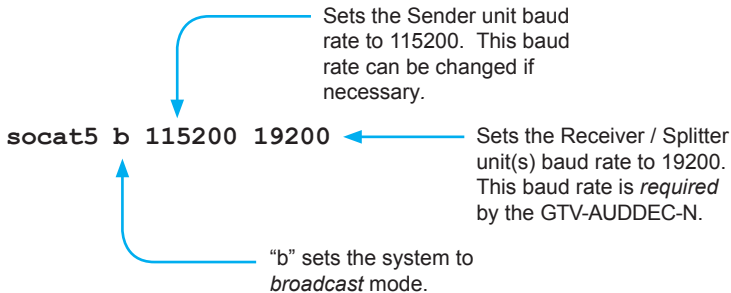 Sets the Sender unit baud
rate to 115200.  This baud
rate can be changed if
necessary.
socat5 b 115200 19200
Sets the Receiver / Splitter
unit(s) baud rate to 19200.
This baud rate is required
by the GTV-AUDDEC-N.
“b” sets the system to
broadcast mode.